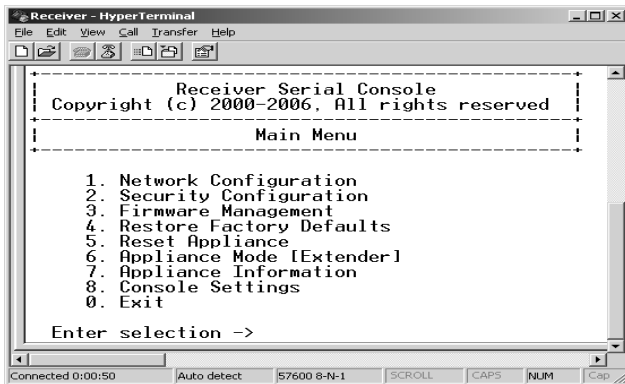 Receiver - HyperTerminal
File Edit View Call Transfer Help
Receiver Serial Console
Copyright (c) 2000-2006, All rights reserved
Main Menu
1. Network Configuration
2. Security Configuration
3. Firmware Management
4. Restore Factory Defaults
5. Reset Appliance
6. Appliance Mode [Extender]
7. Appliance Information
8. Console Settings
0. Exit
Enter selection ->
Connected 0:00:50 Auto detect 57600 8-N-1 SCROLL CAPS NUM Cap